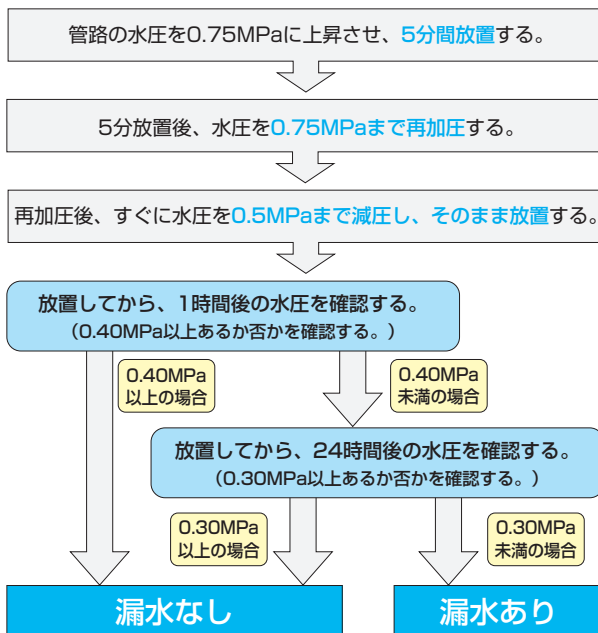 管路の水圧を0.75MPaに上昇させ、5分間放置する。
5分放置後、水圧を0.75MPaまで再加圧する。
再加圧後、すぐに水圧を0.5MPaまで減圧し、そのまま放置する。
放置してから、1時間後の水圧を確認する。
（0.40MPa以上あるか否かを確認する。）
0.40MPa
以上の場合
0.40MPa
未満の場合
放置してから、24時間後の水圧を確認する。
（0.30MPa以上あるか否かを確認する。）
0.30MPa
以上の場合
0.30MPa
未満の場合
漏水なし
漏水あり